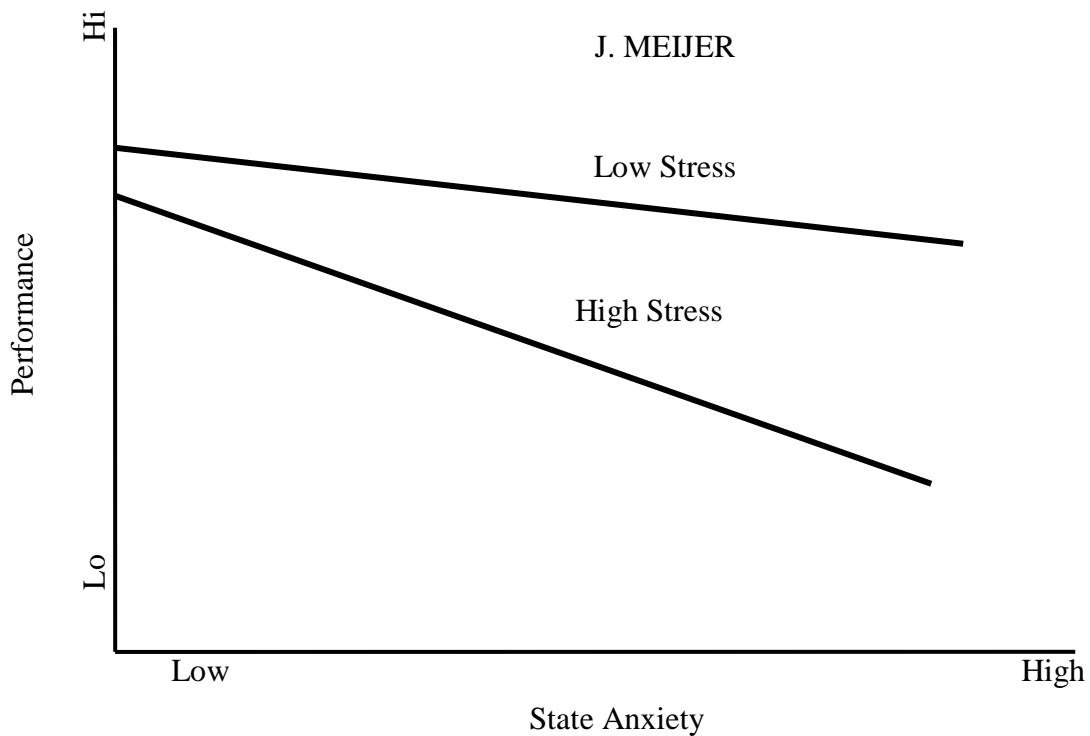 Hi
J. MEIJER
Low Stress
Performance
High Stress
Lo
Low
High
State Anxiety